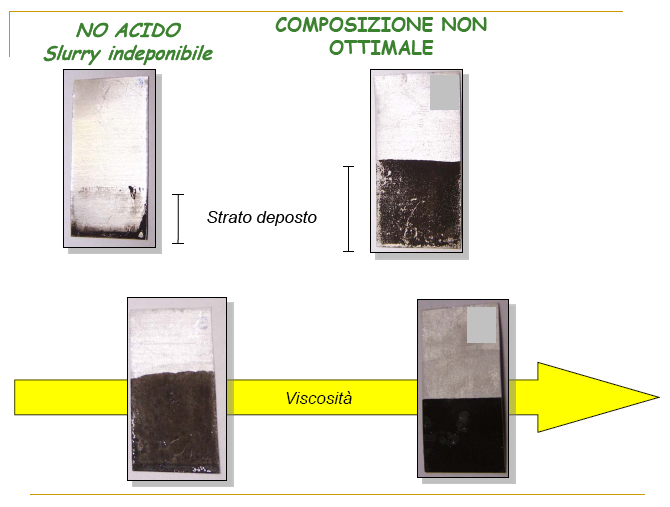 NO ACIDO
Slurry indeponibile
COMPOSIZIONE NON
OTTIMALE
Strato deposto
Viscosità